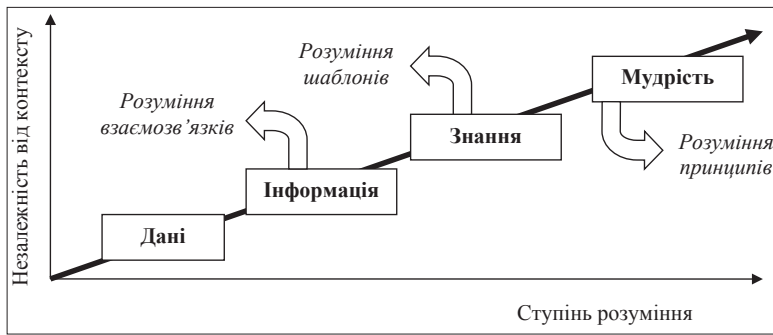 Незалежність від контексту
Розуміння
взаємозв’язків
Розуміння
шаблонів
Мудрість
Знання
Розуміння
принципів
Інформація
Дані
Ступінь розуміння